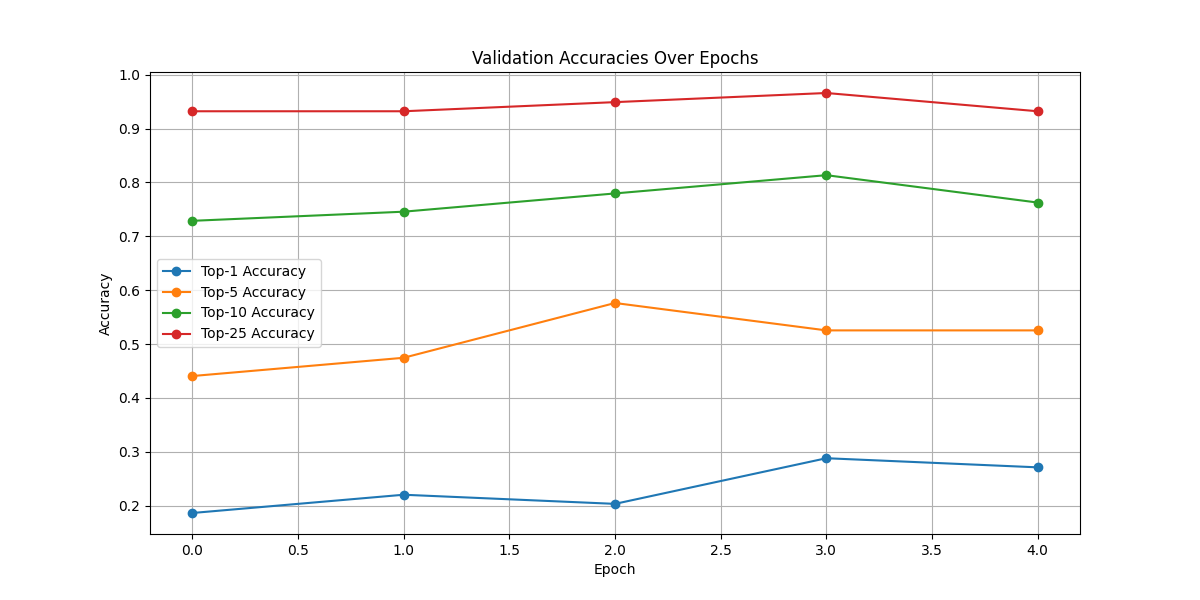 Validation Accuracies Over Epochs
1.0
0.9
0.8
0.7
0.6
0.5
0.4
0.3
0.2
Accuracy
Top-1 Accuracy
Top-5 Accuracy
Top-10 Accuracy
Top-25 Accuracy
0.0 0.5 1.0 1.5 2.0 2.5 3.0 3.5 4.0
Epoch